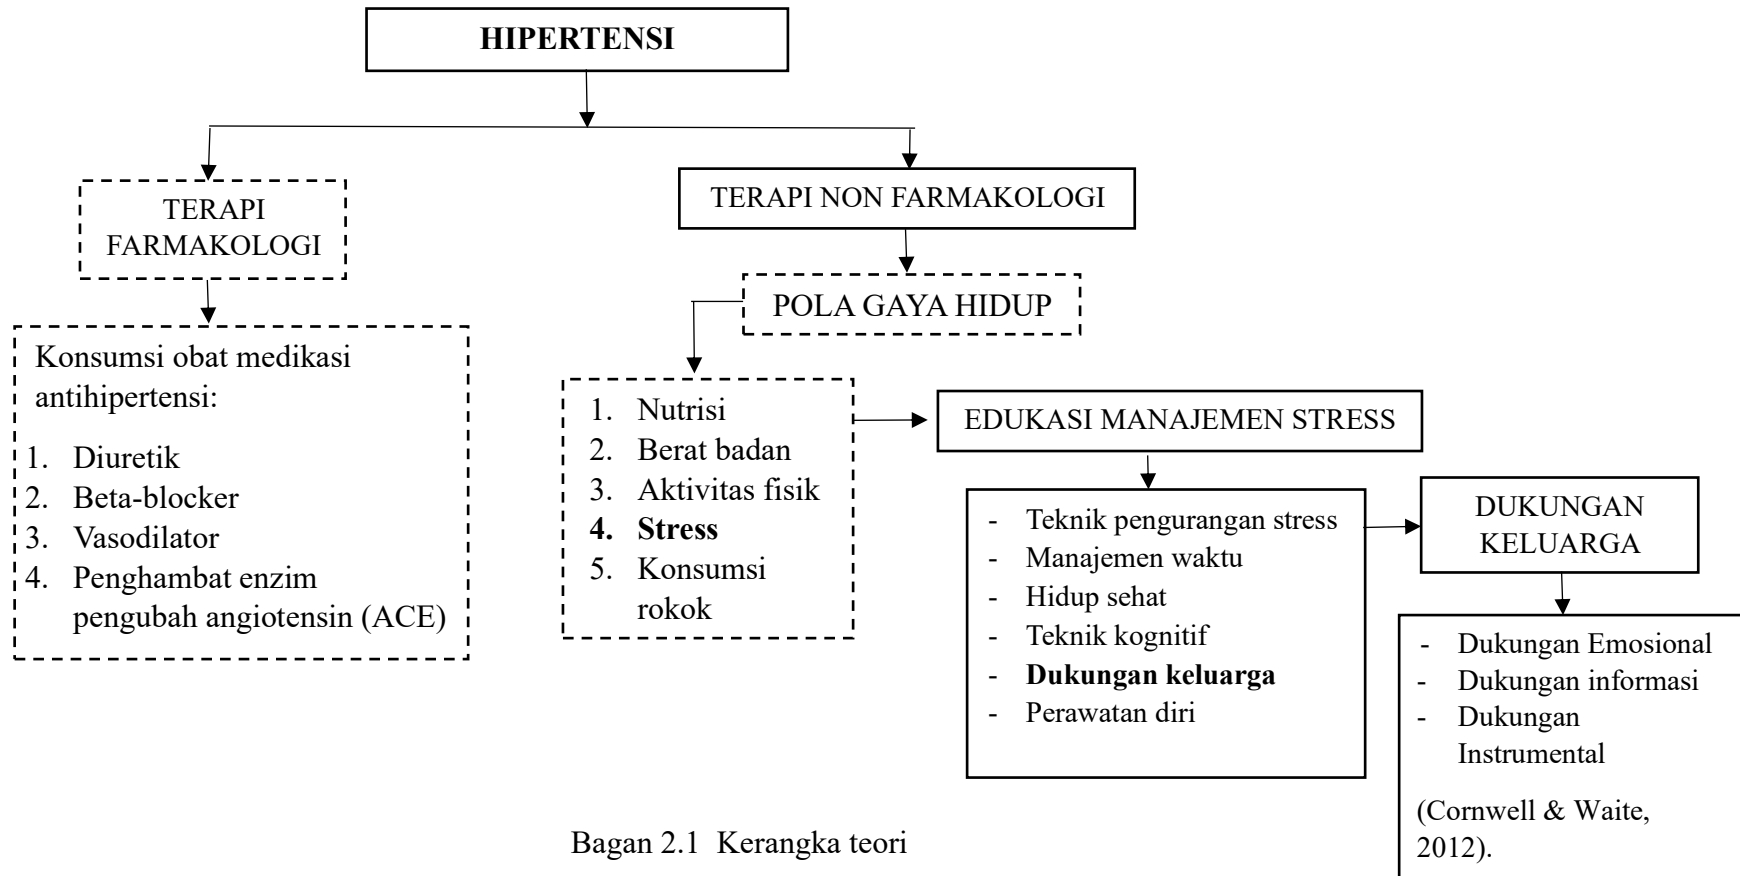 HIPERTENSI
TERAPI
FARMAKOLOGI
TERAPI NON FARMAKOLOGI
POLA GAYA HIDUP
Konsumsi obat medikasi
antihipertensi:
1. Diuretik
2. Beta-blocker
3. Vasodilator
4. Penghambat enzim
pengubah angiotensin (ACE)
1. Nutrisi
2. Berat badan
3. Aktivitas fisik
4. Stress
5. Konsumsi
rokok
EDUKASI MANAJEMEN STRESS
- Teknik pengurangan stress
- Manajemen waktu
- Hidup sehat
- Teknik kognitif
- Dukungan keluarga
- Perawatan diri
DUKUNGAN
KELUARGA
- Dukungan Emosional
- Dukungan informasi
- Dukungan
Instrumental
(Cornwell & Waite,
2012).
Bagan 2.1 Kerangka teori